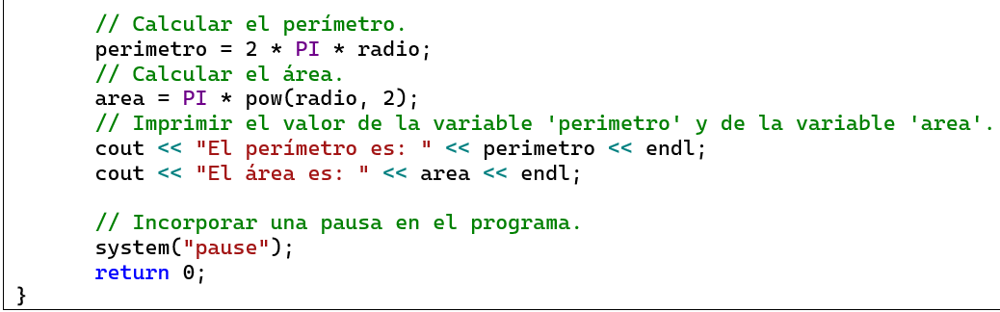 // Calcular el perímetro.
perimetro = 2 * PI * radio;
// Calcular el área.
area = PI * pow(radio, 2);
// Imprimir el valor de la variable 'perimetro' y de la variable 'area'.
cout << "El perímetro es: " << perimetro << endl;
cout << "El área es: " << area << endl;
// Incorporar una pausa en el programa.
system("pause");
return 0;
}